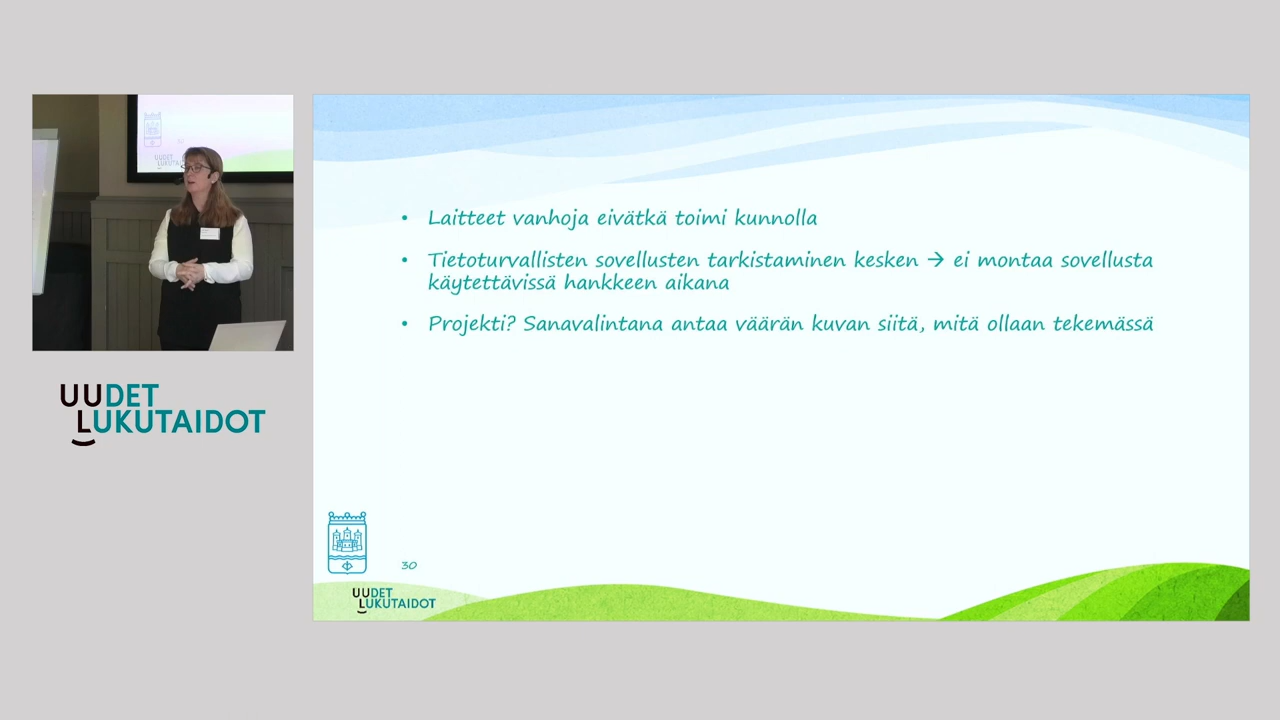 UUDET
LUKUTAIDOT
• Laitteet vanhoja eivätkä toimi kunnolla
• Tietoturvallisten sovellusten tarkistaminen kesken → ei montaa sovellusta
käytettävissä hankkeen aikana
• Projekti? Sanavalintana antaa väärän kuvan siitä, mitä ollaan tekemässä
30
UUDET
LUKUTAIDOT